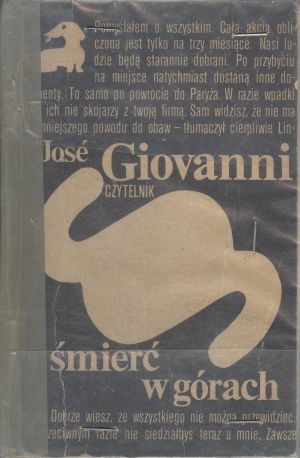 Pomyślałem o wszystkim. Cała akcja obli
czona jest tylko na trzy miesiące. Nasi lu
dzie będą starannie dobrani. Po przybyciu
na miejsce natychmiast dostaną inne do-
menty. To samo po powrocie do Paryża. W razie wpadki
ich nie skojarzy z twoją firmą. Sam widzisz, że nie ma
mniejszego powodu do obaw – tłumaczył cierpliwie Lin-
José Giovanni
CZYTELNIK
śmierć
w górach
Dobrze wiesz, że wszystkiego nie można przewidzieć
zeciwnym razie nie siedziałbyś teraz u mnie. Zawsze